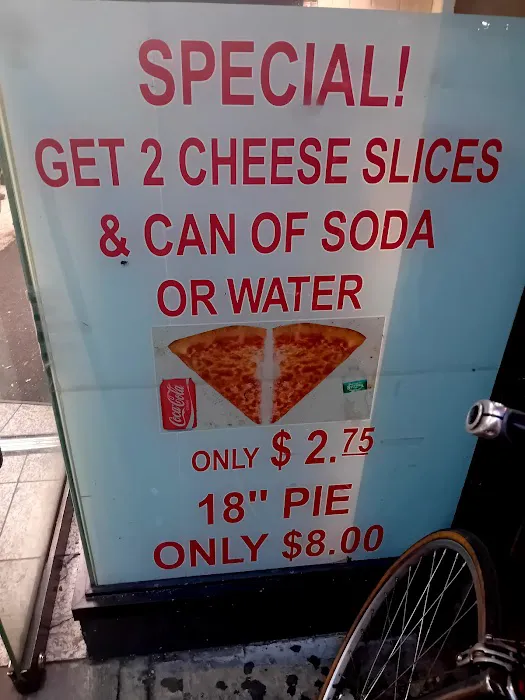 SPECIAL!
GET 2 CHEESE SLICES
& CAN OF SODA
OR WATER
Coca-Cola
ONLY $ 2.75
18" PIE
ONLY $8.00